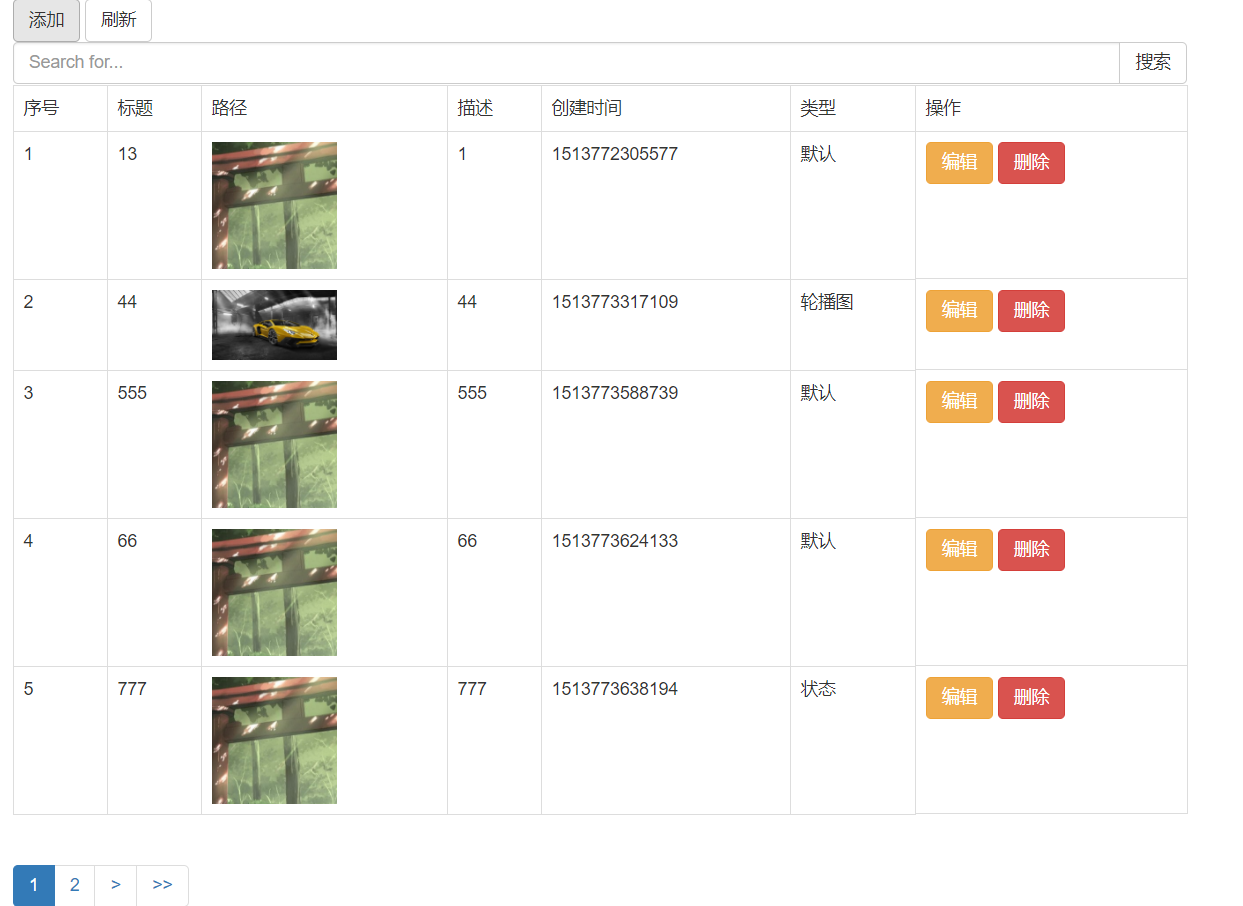 添加 刷新
Search for... 搜索
序号 标题 路径 描述 创建时间 类型 操作
1 13 1 1513772305577 默认 编辑 删除
2 44 44 1513773317109 轮播图 编辑 删除
3 555 555 1513773588739 默认 编辑 删除
4 66 66 1513773624133 默认 编辑 删除
5 777 777 1513773638194 状态 编辑 删除
1 2 > >>